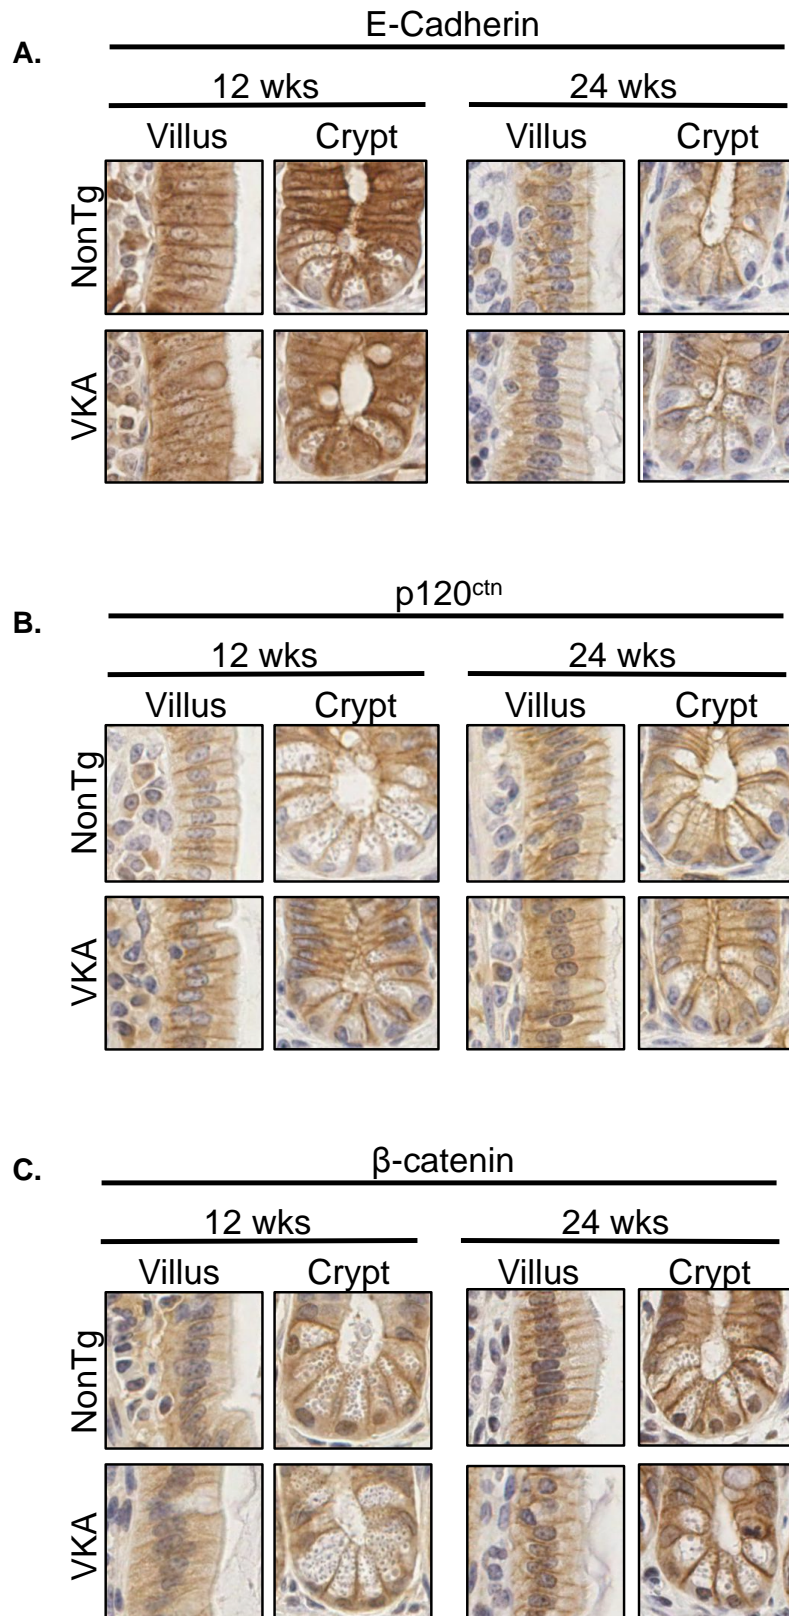 E-Cadherin
A.
12 wks 24 wks
Villus Crypt Villus Crypt
NonTg
VKA
p120ctn
B.
12 wks 24 wks
Villus Crypt Villus Crypt
NonTg
VKA
β-catenin
C.
12 wks 24 wks
Villus Crypt Villus Crypt
NonTg
VKA